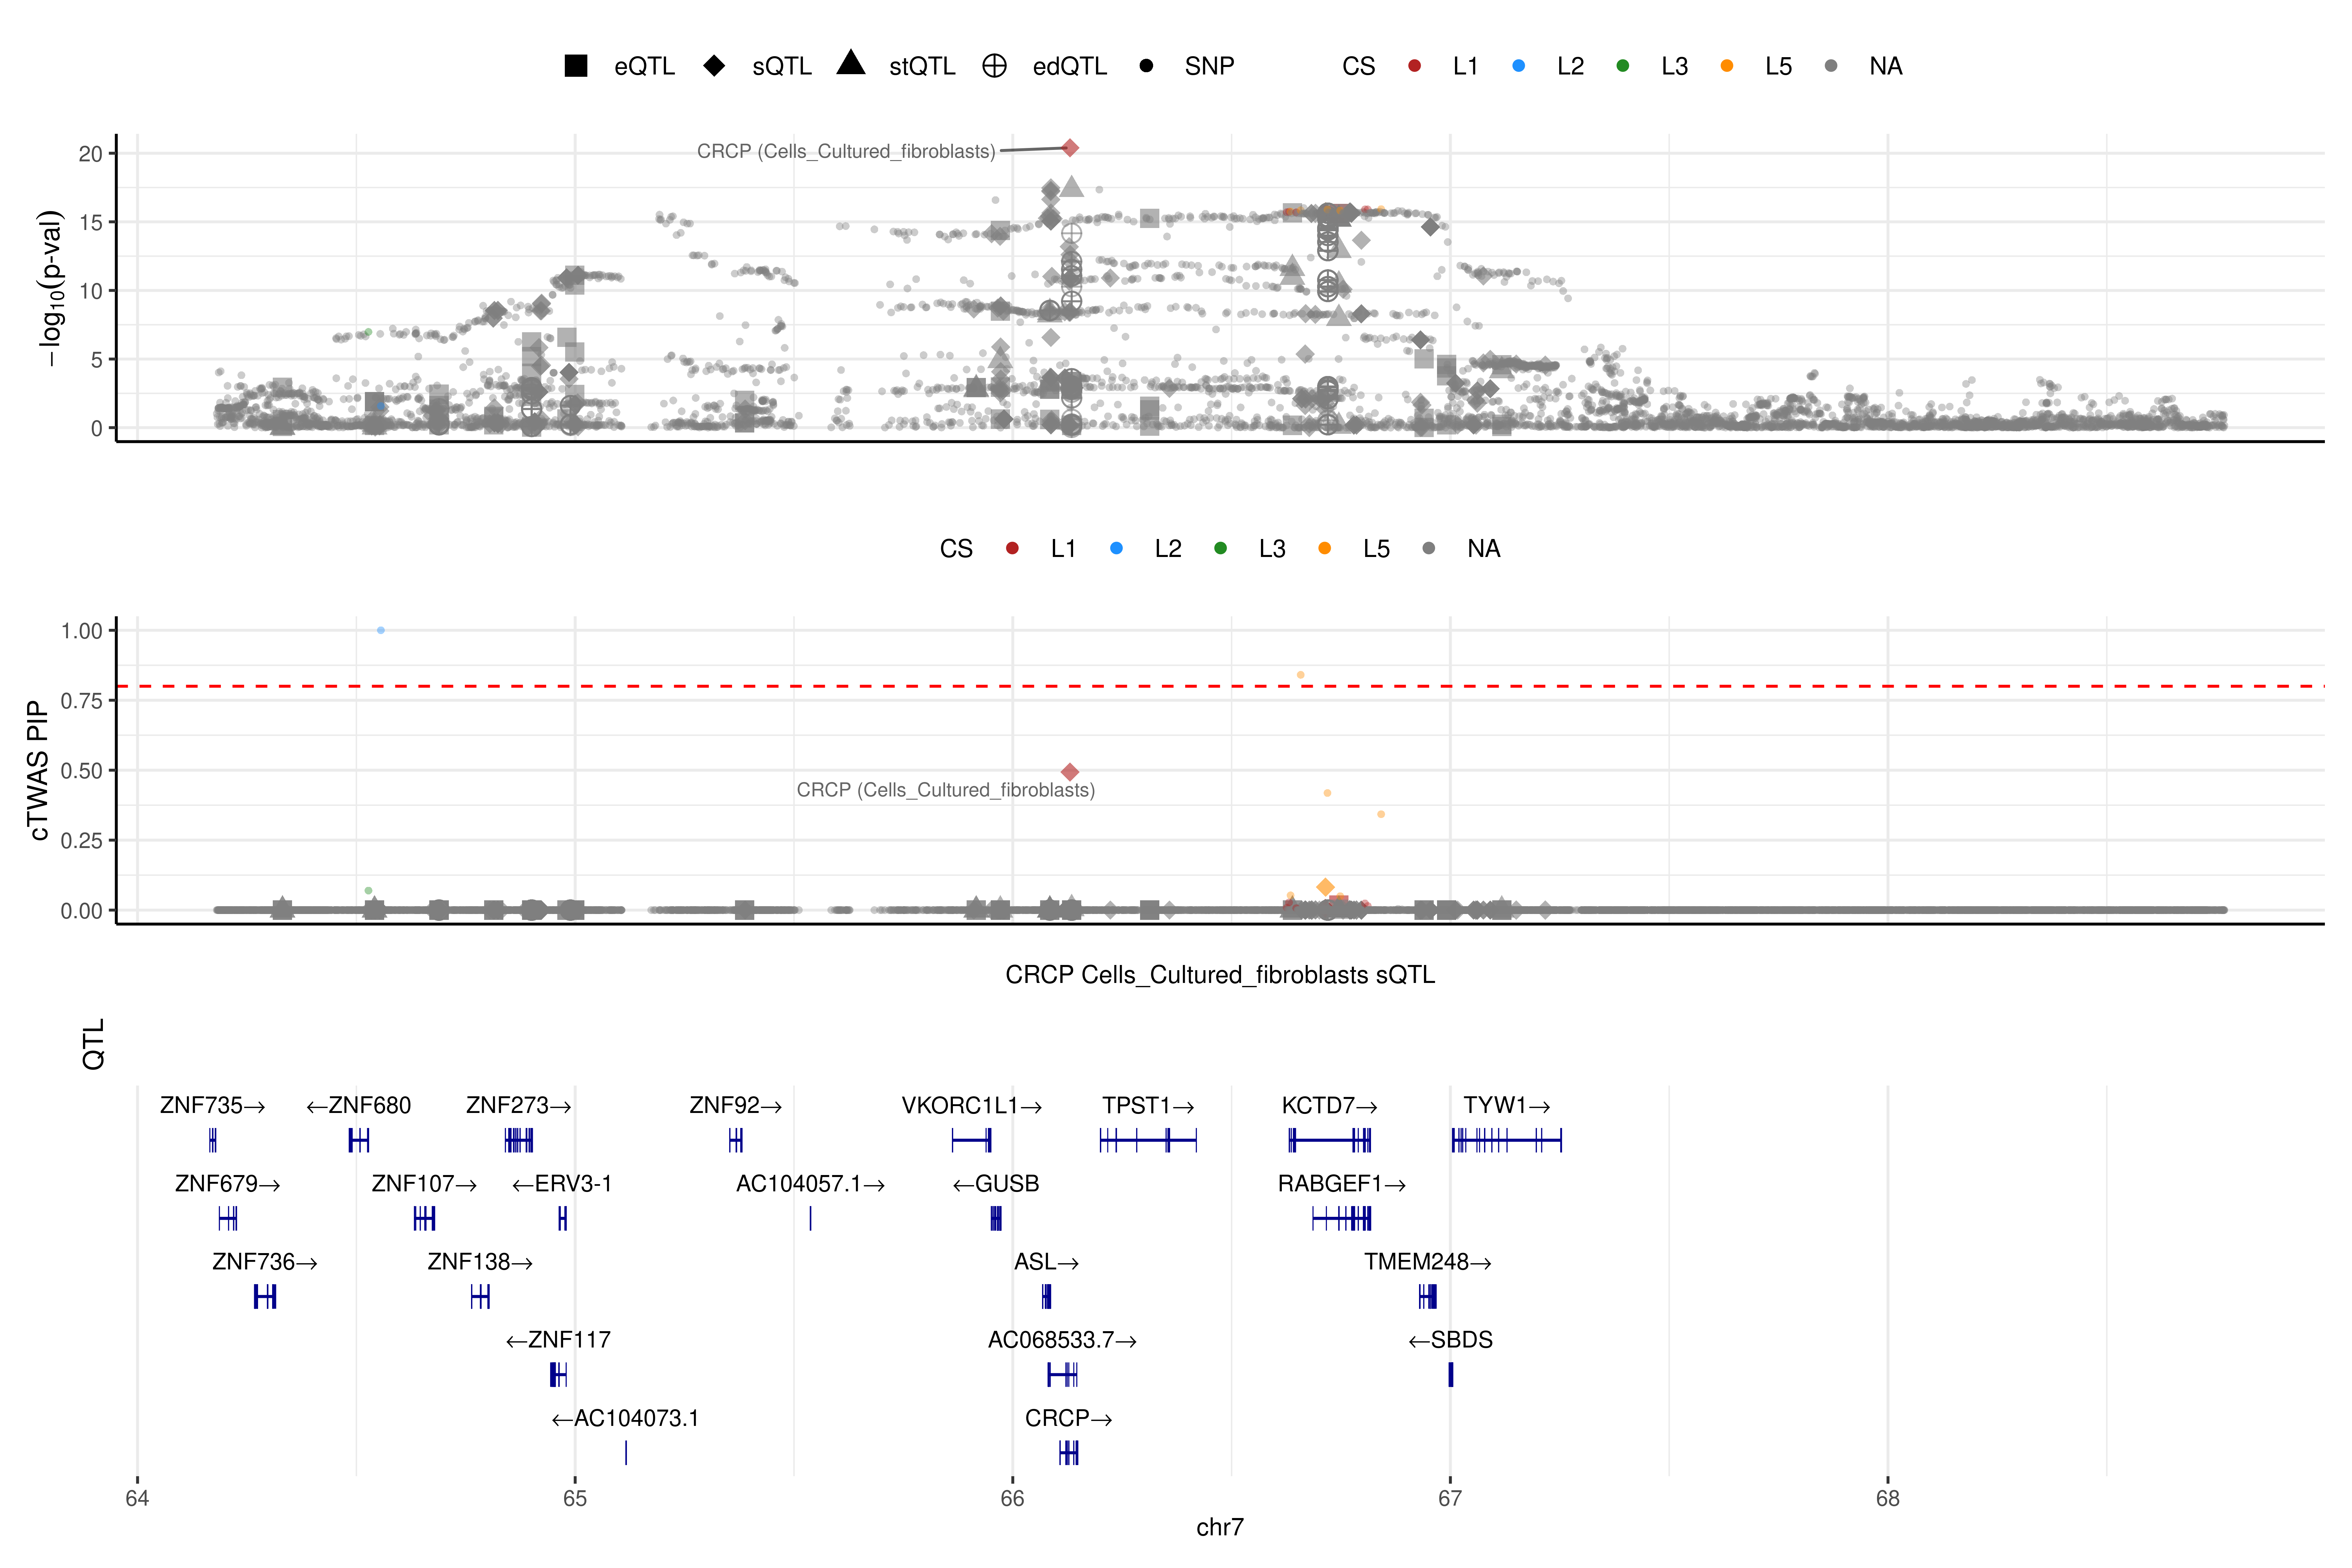 eQTL sQTL stQTL edQTL SNP CS L1 L2 L3 L5 NA
−log10(p-val)
20
15
10
5
0
CRCP (Cells_Cultured_fibroblasts)
CS L1 L2 L3 L5 NA
cTWAS PIP
1.00
0.75
0.50
0.25
0.00
CRCP (Cells_Cultured_fibroblasts)
CRCP Cells_Cultured_fibroblasts sQTL
QTL
ZNF735→ ←ZNF680 ZNF273→ ZNF92→ VKORC1L1→ TPST1→ KCTD7→ TYW1→
ZNF679→ ZNF107→ ←ERV3-1 AC104057.1→ ←GUSB RABGEF1→
ZNF736→ ZNF138→ ASL→ TMEM248→
←ZNF117 AC068533.7→ ←SBDS
←AC104073.1 CRCP→
64 65 66 67 68
chr7